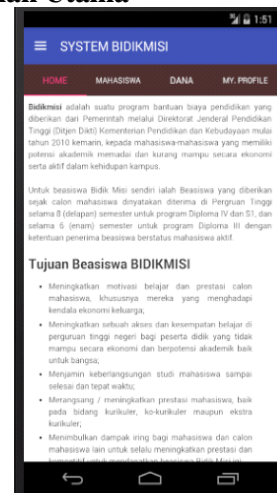 an Utama
1:51
SYSTEM BIDIKMISI
HOME MAHASISWA DANA MY. PROFILE
Bidikmisi adalah suatu program bantuan biaya pendidikan yang
diberikan dari Pemerintah melalui Direktorat Jenderal Pendidikan
Tinggi (Ditjen Dikti) Kementerian Pendidikan dan Kebudayaan mulai
tahun 2010 kemarin, kepada mahasiswa-mahasiswa yang memiliki
potensi akademik memadai dan kurang mampu secara ekonomi
serta aktif dalam kehidupan kampus.
Untuk beasiswa Bidik Misi sendiri ialah Beasiswa yang diberikan
sejak calon mahasiswa dinyatakan diterima di Pergruan Tinggi
selama 8 (delapan) semester untuk program Diploma IV dan S1, dan
selama 6 (enam) semester untuk program Diploma III dengan
ketentuan penerima beasiswa berstatus mahasiswa aktif.
Tujuan Beasiswa BIDIKMISI
• Meningkatkan motivasi belajar dan prestasi calon
mahasiswa, khususnya mereka yang menghadapi
kendala ekonomi keluarga;
• Meningkatkan sebuah akses dan kesempatan belajar di
perguruan tinggi negeri bagi peserta didik yang tidak
mampu secara ekonomi dan berpotensi akademik baik
untuk bangsa;
• Menjamin keberlangsungan studi mahasiswa sampai
selesai dan tepat waktu;
• Merangsang / meningkatkan prestasi mahasiswa, baik
pada bidang kurikuler, ko-kurikuler maupun ekstra
kurikuler;
• Menimbulkan dampak iring bagi mahasiswa dan calon
mahasiswa lain untuk selalu meningkatkan prestasi dan